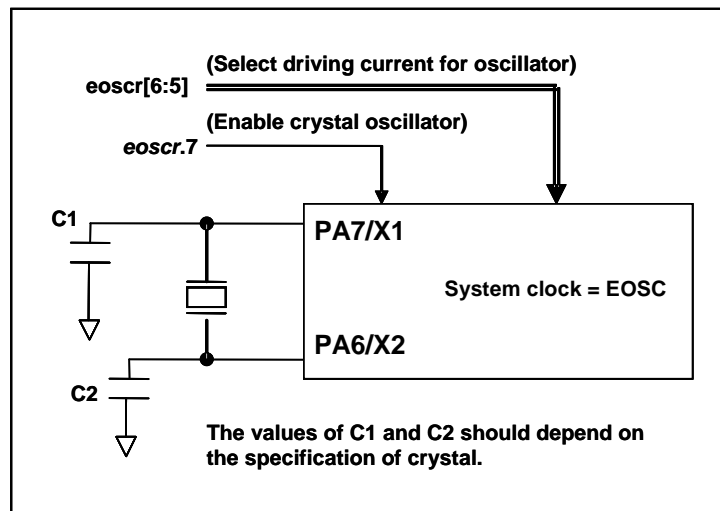 (Select driving current for oscillator)
eoscr[6:5]
(Enable crystal oscillator)
eoscr.7
C1
PA7/X1
System clock = EOSC
PA6/X2
C2
The values of C1 and C2 should depend on
the specification of crystal.